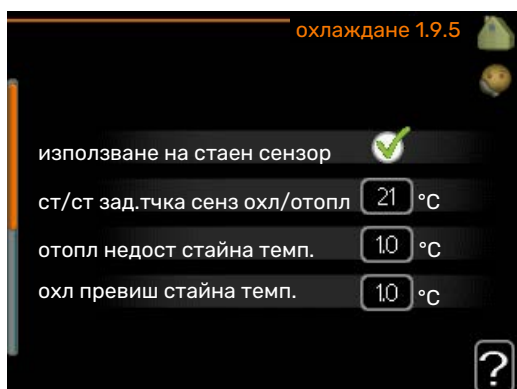 охлаждане 1.9.5
използване на стаен сензор
ст/ст зад.тчка сенз охл/отопл 21 °C
отопл недост стайна темп. 1.0 °C
охл превиш стайна темп. 1.0 °C
?